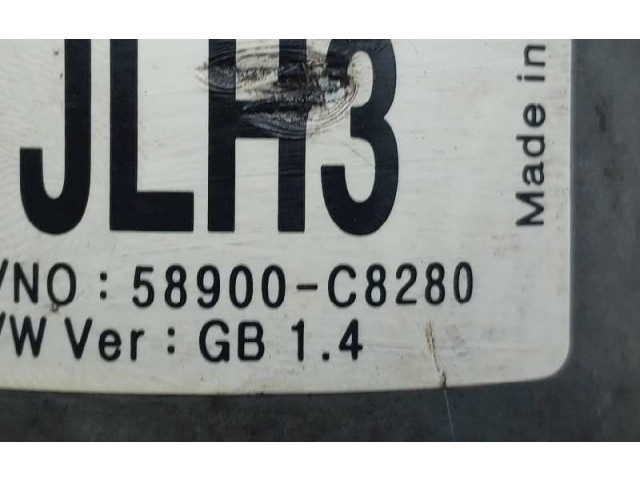 JLH3
/NO : 58900-C8280
/W Ver : GB 1.4
Made in